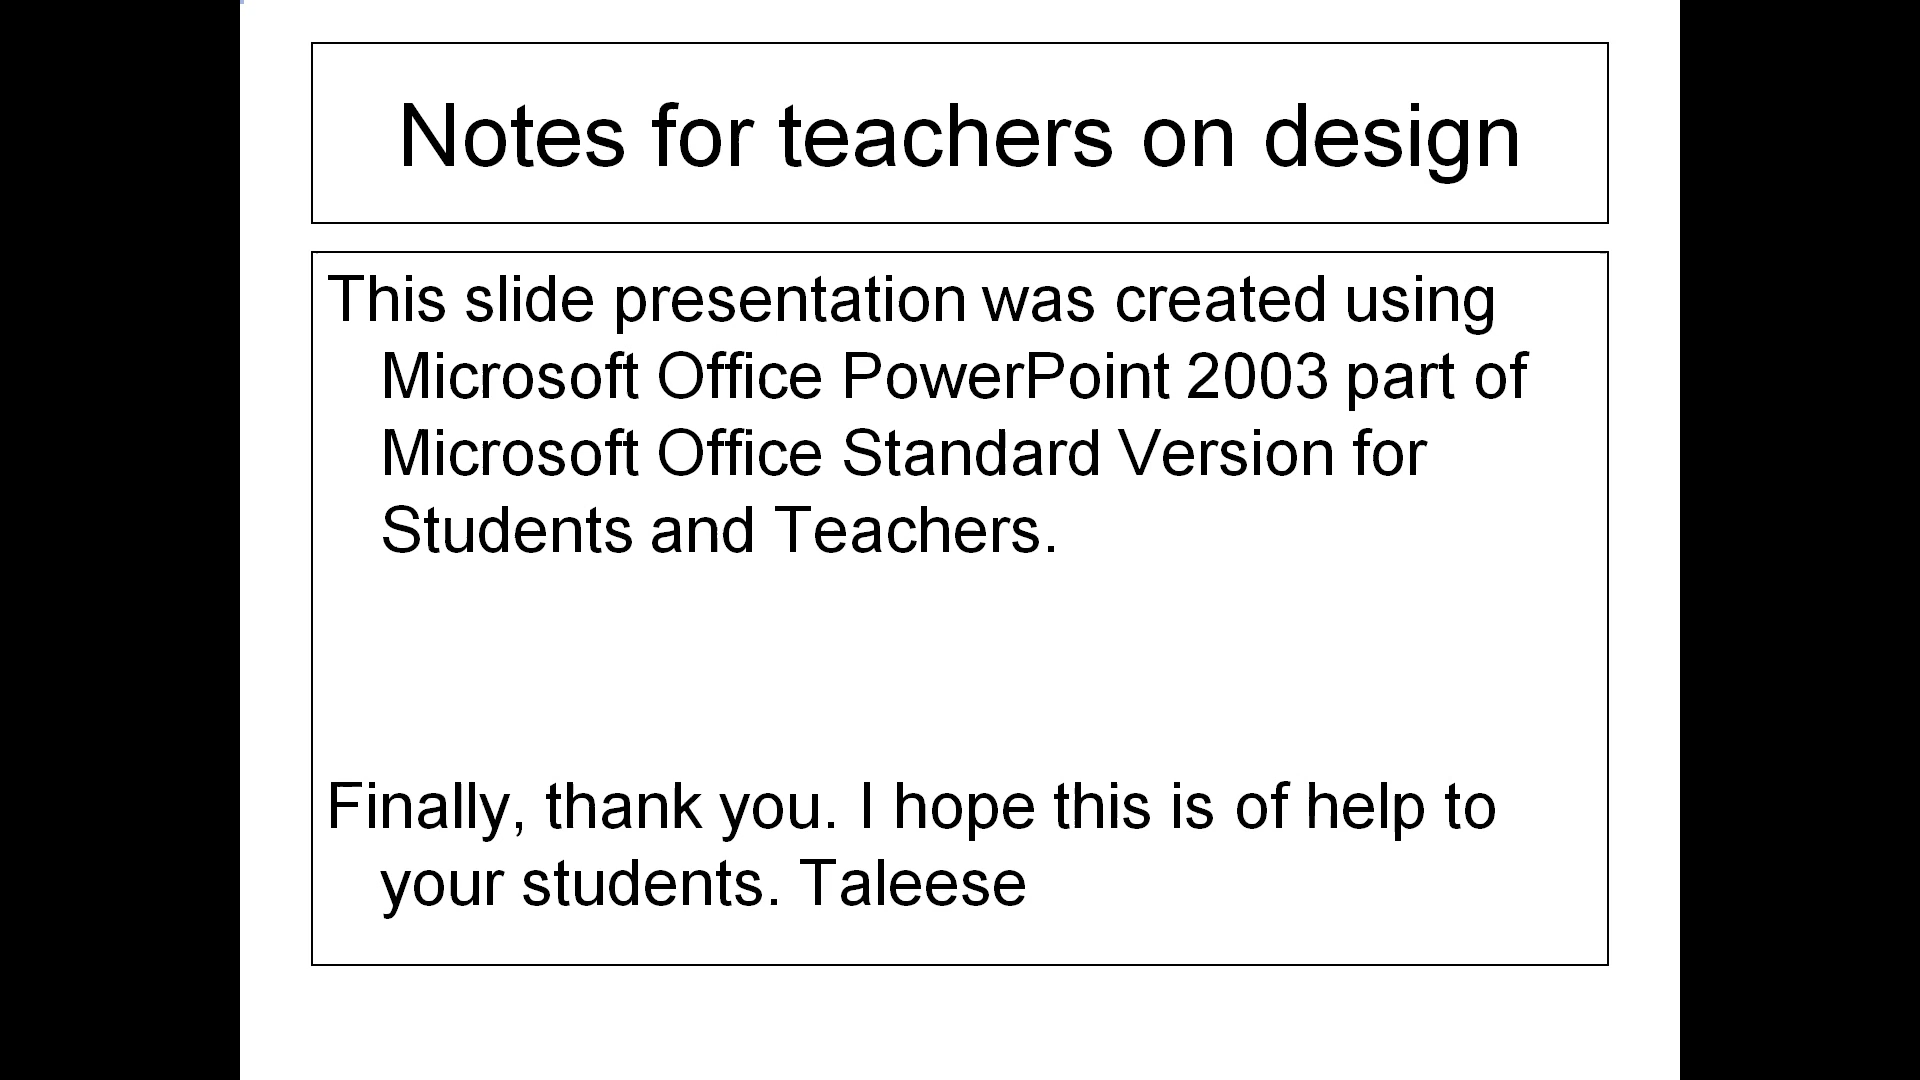 Notes for teachers on design
This slide presentation was created using
Microsoft Office PowerPoint 2003 part of
Microsoft Office Standard Version for
Students and Teachers.
Finally, thank you. I hope this is of help to
your students. Taleese